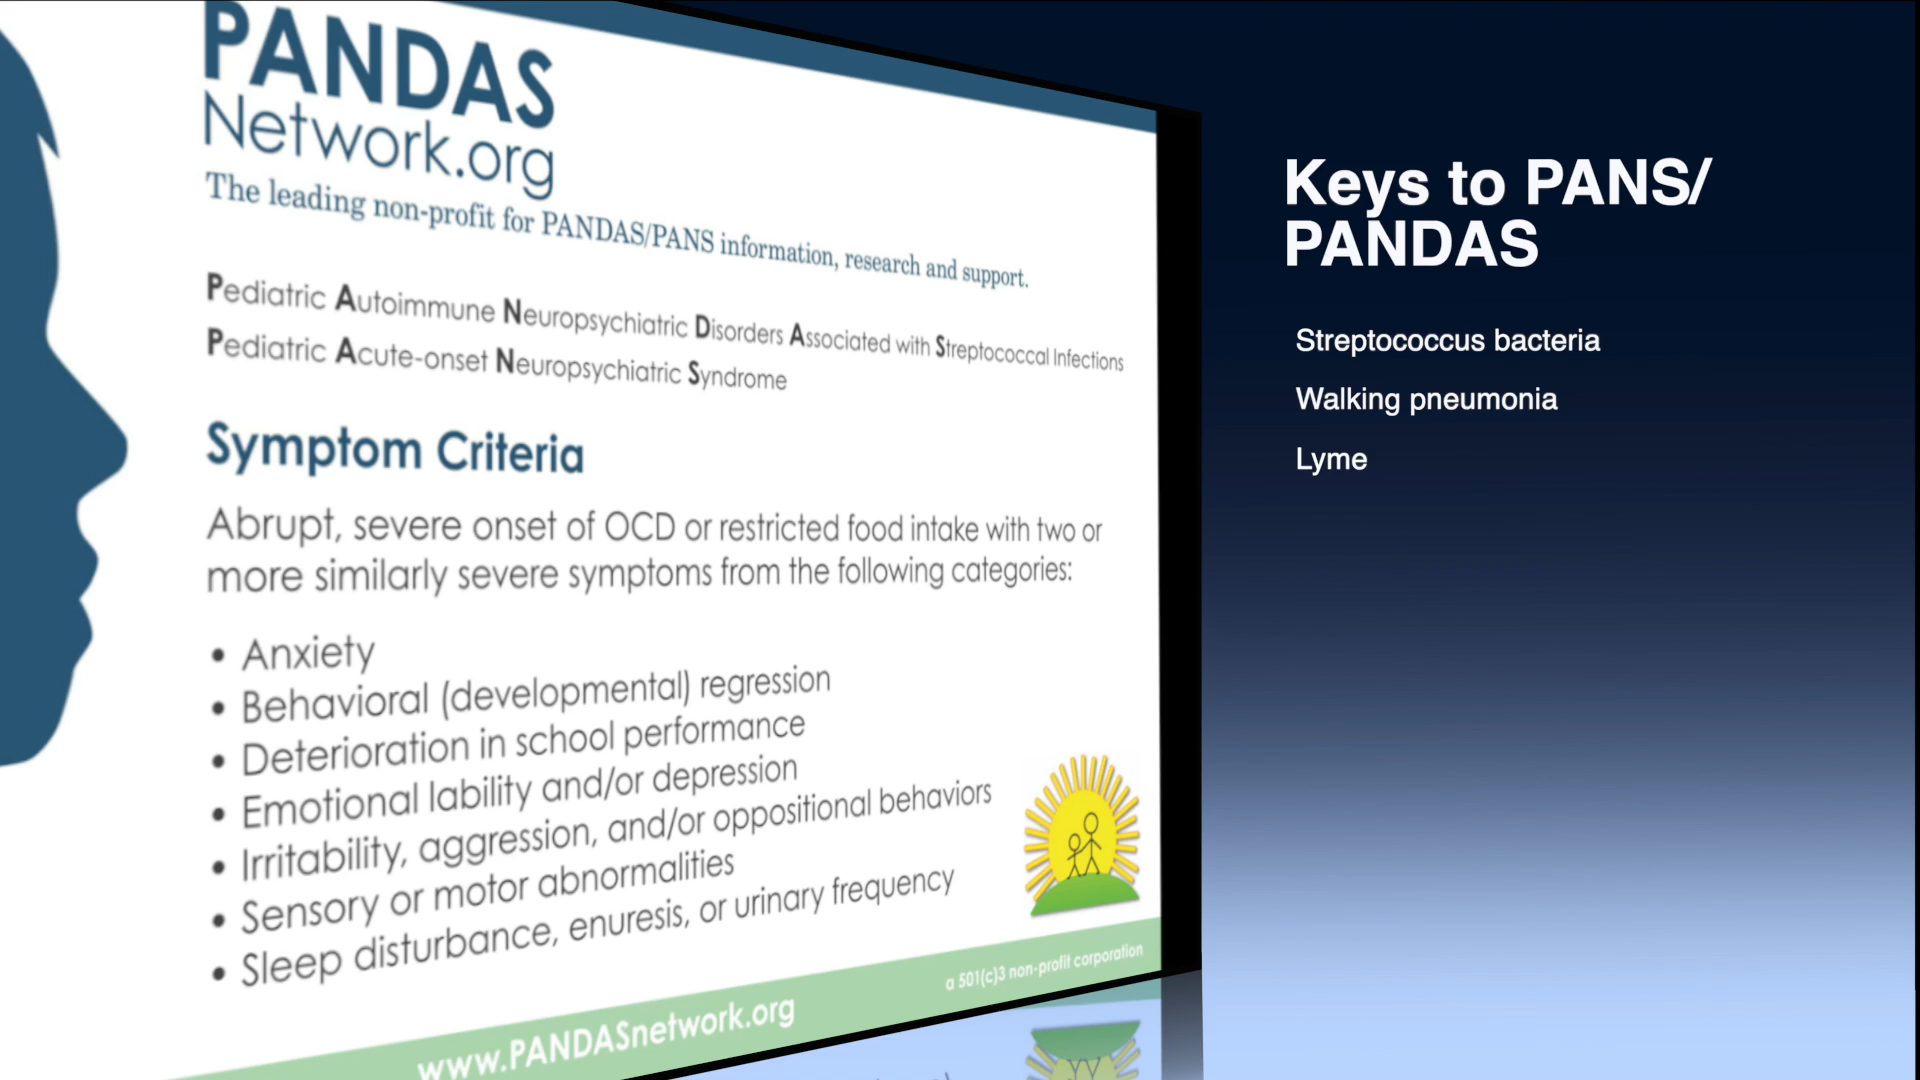 PANDAS
Network.org
The leading non-profit for PANDAS/PANS information, research and support.
Pediatric Autoimmune Neuropsychiatric Disorders Associated with Streptococcal Infections
Pediatric Acute-onset Neuropsychiatric Syndrome
Symptom Criteria
Abrupt, severe onset of OCD or restricted food intake with two or
more similarly severe symptoms from the following categories:
• Anxiety
• Behavioral (developmental) regression
• Deterioration in school performance
• Emotional lability and/or depression
• Irritability, aggression, and/or oppositional behaviors
• Sensory or motor abnormalities
• Sleep disturbance, enuresis, or urinary frequency
a 501(c)3 non-profit corporation
www.PANDASnetwork.org
Keys to PANS/
PANDAS
Streptococcus bacteria
Walking pneumonia
Lyme